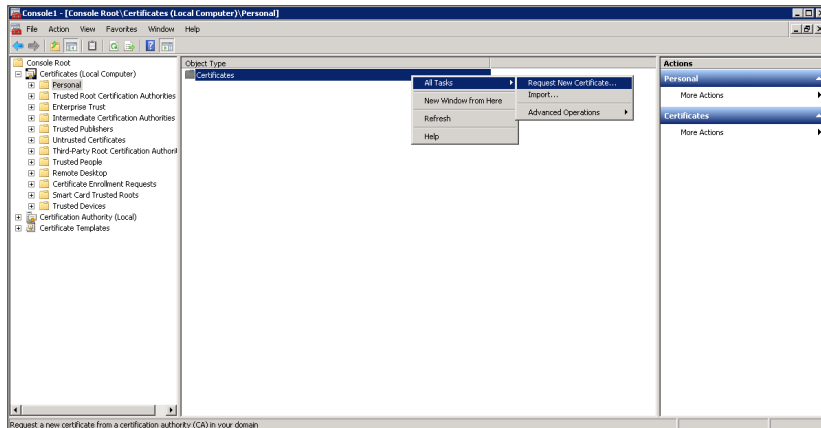 Console1 - [Console Root\Certificates (Local Computer)\Personal]
File Action View Favorites Window Help
Console Root
Certificates (Local Computer)
Personal
Trusted Root Certification Authorities
Enterprise Trust
Intermediate Certification Authorities
Trusted Publishers
Untrusted Certificates
Third-Party Root Certification Authorit
Trusted People
Remote Desktop
Certificate Enrollment Requests
Smart Card Trusted Roots
Trusted Devices
Certification Authority (Local)
Certificate Templates
Object Type
Certificates
All Tasks
New Window from Here
Refresh
Help
Request New Certificate...
Import...
Advanced Operations
Actions
Personal
More Actions
Certificates
More Actions
Request a new certificate from a certification authority (CA) in your domain